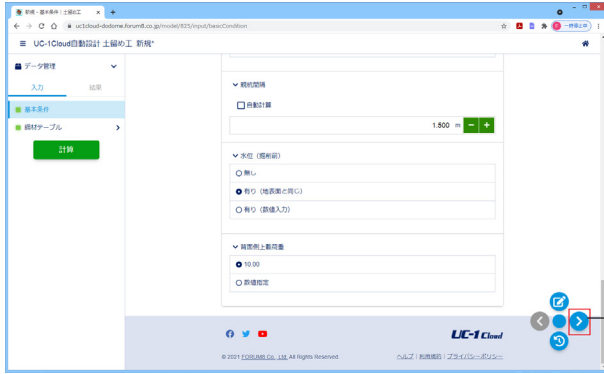 新規 - 基本条件 | 土留め工
uc1cloud-dodome.forum8.co.jp/model/825/input/basicCondition
一時停止中
UC-1Cloud自動設計 土留め工 新規*
データ管理
入力
結果
基本条件
鋼材テーブル
計算
親杭間隔
自動計算
1.500 m
水位（掘削前）
無し
有り（地表面と同じ）
有り（数値入力）
背面側上載荷重
10.00
数値指定
UC-1 Cloud
© 2021 FORUM8 Co., Ltd. All Rights Reserved.
ヘルプ | 利用規約 | プライバシーポリシー